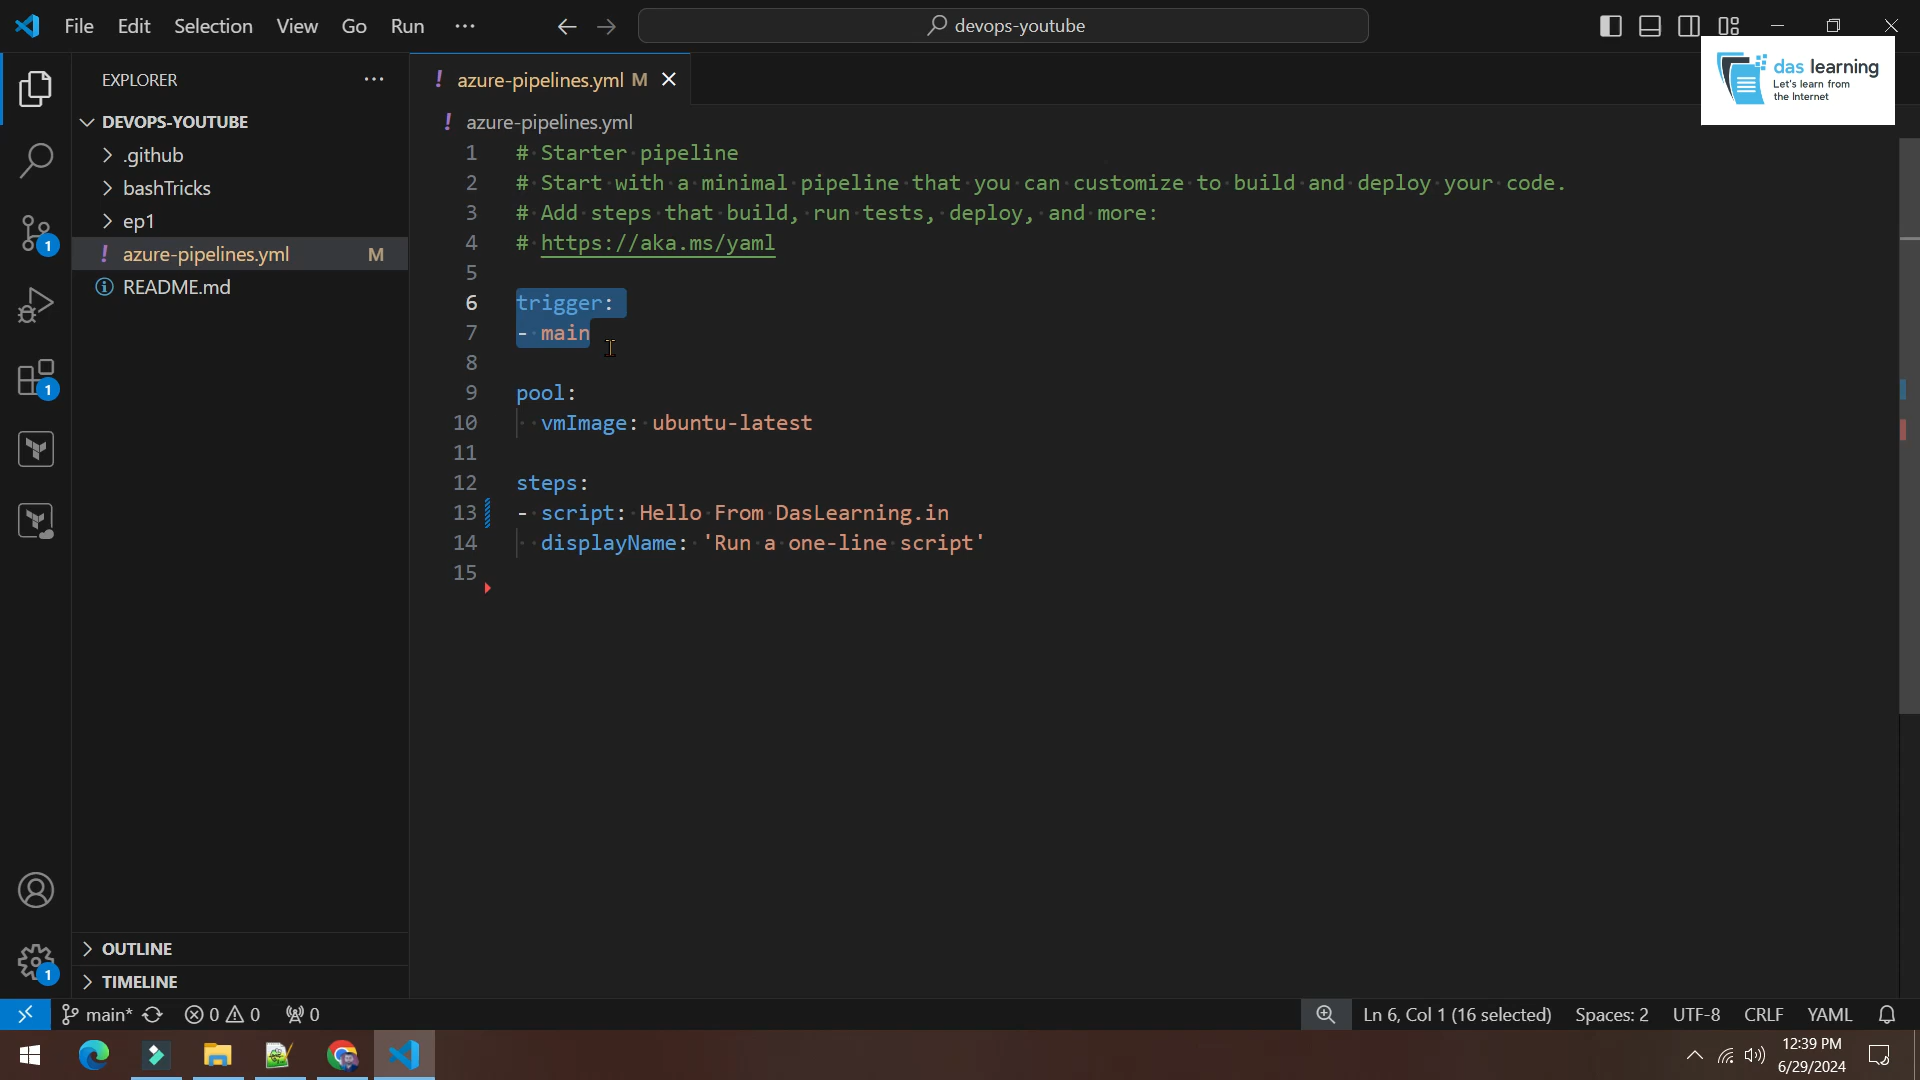 File Edit Selection View Go Run ···
devops-youtube
das learning
Let's learn from
the Internet
EXPLORER
DEVOPS-YOUTUBE
.github
bashTricks
ep1
! azure-pipelines.yml M
README.md
OUTLINE
TIMELINE
1
1
1
! azure-pipelines.yml M
! azure-pipelines.yml
1 # Starter pipeline
2 # Start with a minimal pipeline that you can customize to build and deploy your code.
3 # Add steps that build, run tests, deploy, and more:
4 # https://aka.ms/yaml
5
6 trigger:
7 - main
8
9 pool:
10 vmImage: ubuntu-latest
11
12 steps:
13 - script: Hello From DasLearning.in
14 displayName: 'Run a one-line script'
15
main* 0 0 0
Ln 6, Col 1 (16 selected) Spaces: 2 UTF-8 CRLF YAML
12:39 PM
6/29/2024